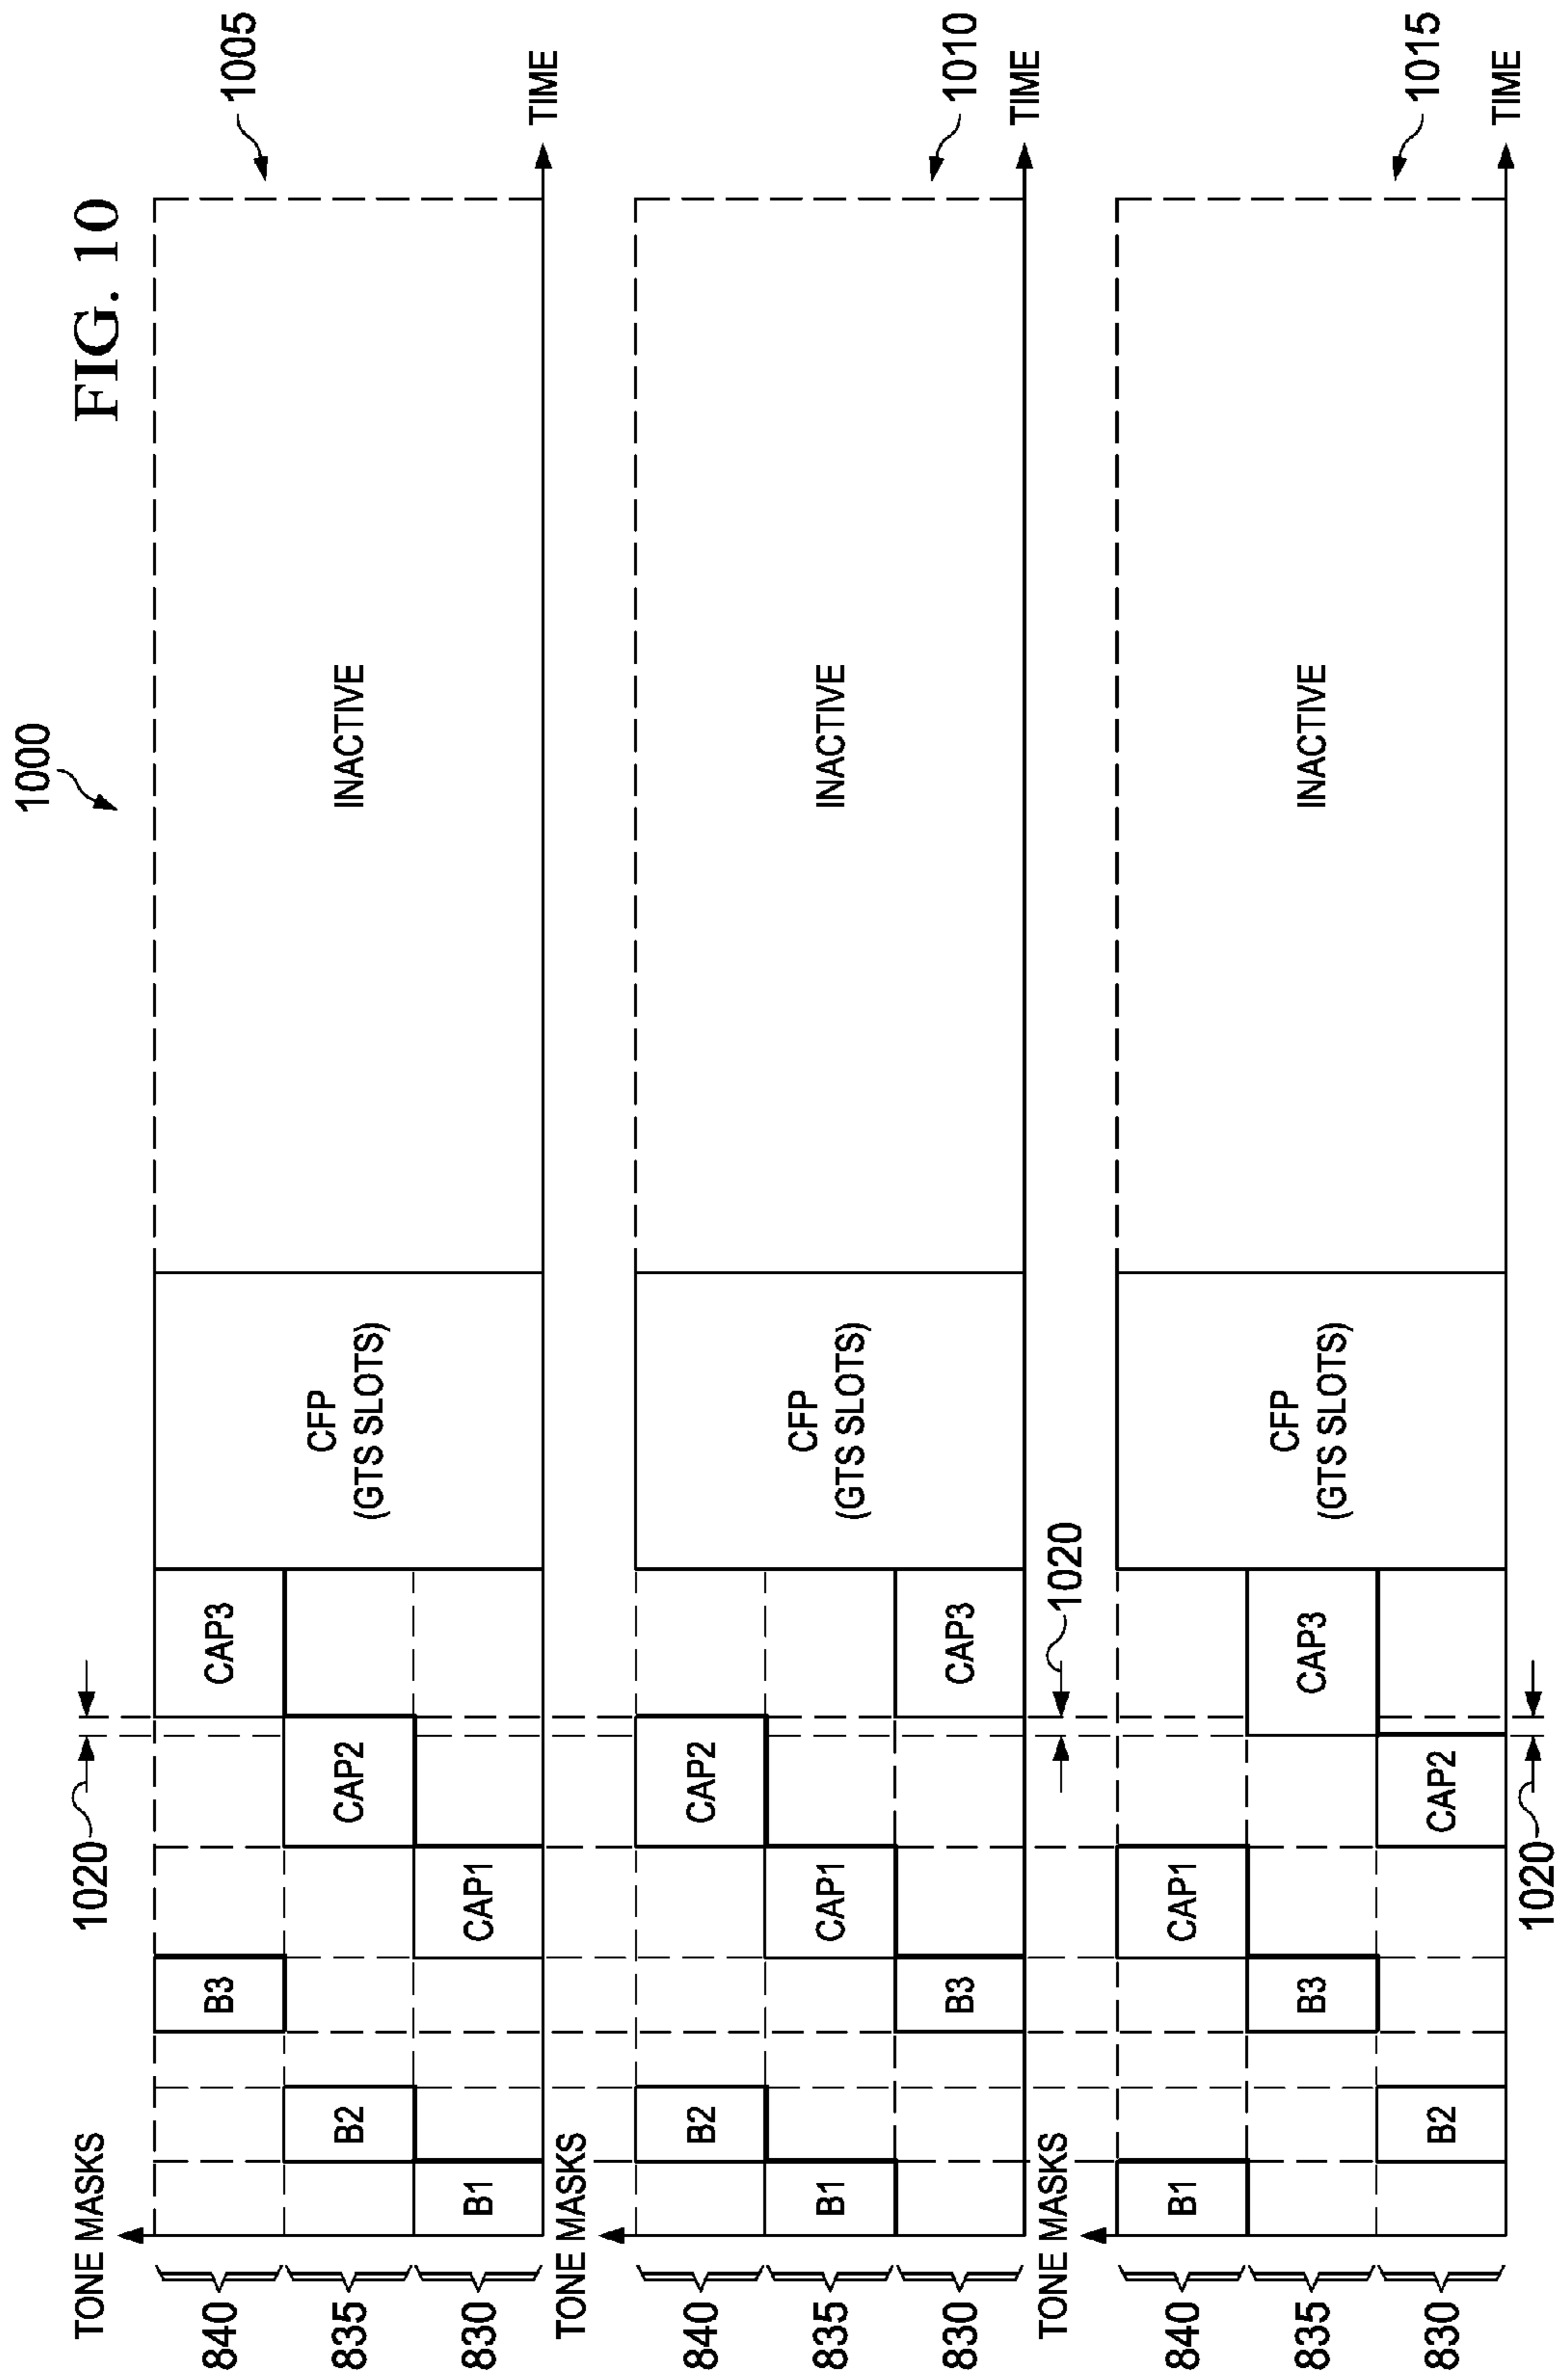 1000
FIG. 10
TONE MASKS
1020
1005
840
B3
CAP3
835
B2
CAP2
CFP
(GTS SLOTS)
INACTIVE
830
B1
CAP1
TIME
TONE MASKS
1010
840
B2
CAP2
835
B1
CAP1
CFP
(GTS SLOTS)
INACTIVE
830
B3
CAP3
TIME
TONE MASKS
1020
1015
840
B1
CAP1
835
B3
CAP3
CFP
(GTS SLOTS)
INACTIVE
830
B2
CAP2
TIME
1020